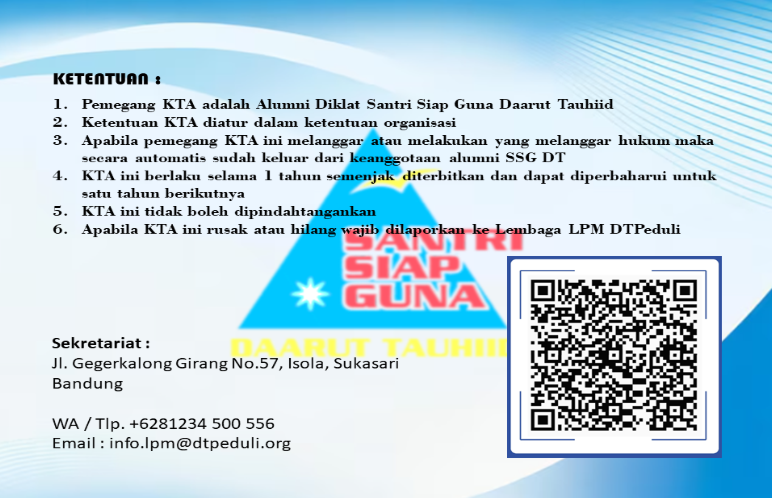 KETENTUAN :
1. Pemegang KTA adalah Alumni Diklat Santri Siap Guna Daarut Tauhiid
2. Ketentuan KTA diatur dalam ketentuan organisasi
3. Apabila pemegang KTA ini melanggar atau melakukan yang melanggar hukum maka
secara automatis sudah keluar dari keanggotaan alumni SSG DT
4. KTA ini berlaku selama 1 tahun semenjak diterbitkan dan dapat diperbaharui untuk
satu tahun berikutnya
5. KTA ini tidak boleh dipindahtangankan
6. Apabila KTA ini rusak atau hilang wajib dilaporkan ke Lembaga LPM DTPeduli
SANTRI
SIAP
GUNA
DAARUT TAUHIID
Sekretariat :
Jl. Gegerkalong Girang No.57, Isola, Sukasari
Bandung
WA / Tlp. +6281234 500 556
Email : info.lpm@dtpeduli.org